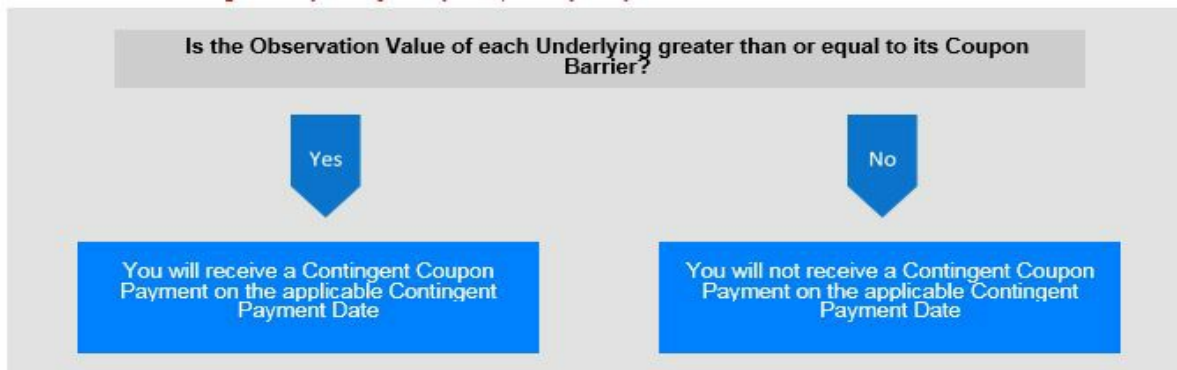 Is the Observation Value of each Underlying greater than or equal to its Coupon
Barrier?
Yes
No
You will receive a Contingent Coupon
Payment on the applicable Contingent
Payment Date
You will not receive a Contingent Coupon
Payment on the applicable Contingent
Payment Date